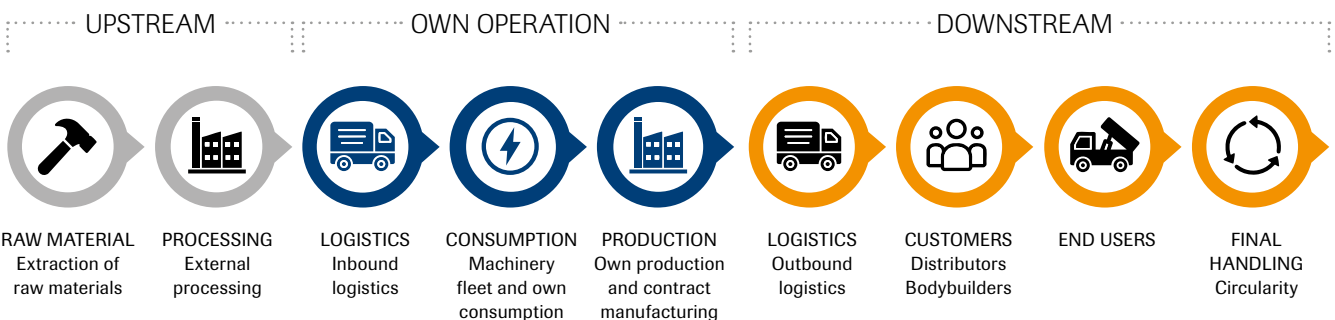 UPSTREAM
OWN OPERATION
DOWNSTREAM
RAW MATERIAL
Extraction of
raw materials
PROCESSING
External
processing
LOGISTICS
Inbound
logistics
CONSUMPTION
Machinery
fleet and own
consumption
PRODUCTION
Own production
and contract
manufacturing
LOGISTICS
Outbound
logistics
CUSTOMERS
Distributors
Bodybuilders
END USERS
FINAL
HANDLING
Circularity